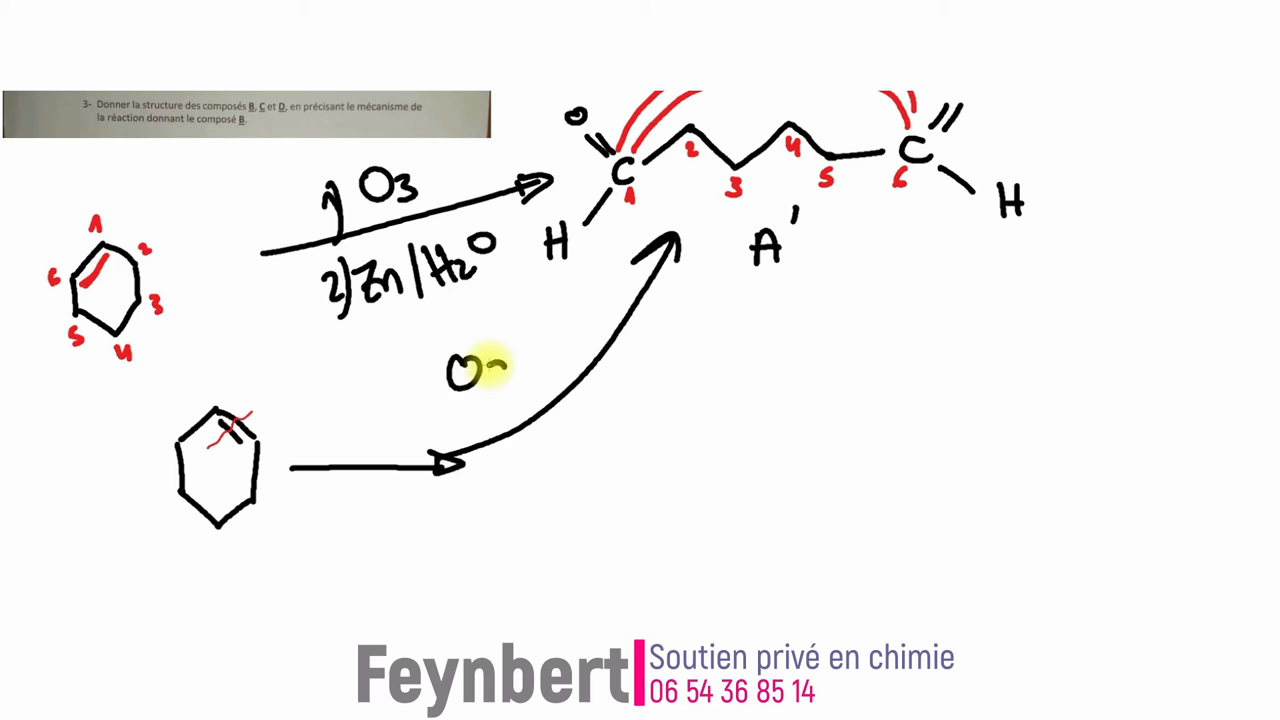 3- Donner la structure des composés B, C et D, en précisant le mécanisme de
la réaction donnant le composé B.
O
C
C
1
2
3
4
5
6
H
H
A'
1) O3
2) Zn/H2O
1
2
3
4
5
6
O
Feynbert
Soutien privé en chimie
06 54 36 85 14